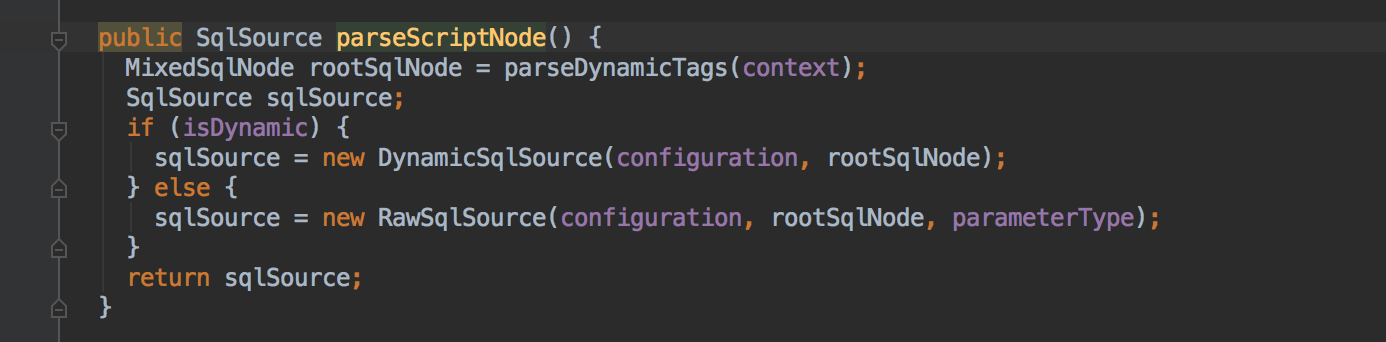 public SqlSource parseScriptNode() {
  MixedSqlNode rootSqlNode = parseDynamicTags(context);
  SqlSource sqlSource;
  if (isDynamic) {
    sqlSource = new DynamicSqlSource(configuration, rootSqlNode);
  } else {
    sqlSource = new RawSqlSource(configuration, rootSqlNode, parameterType);
  }
  return sqlSource;
}